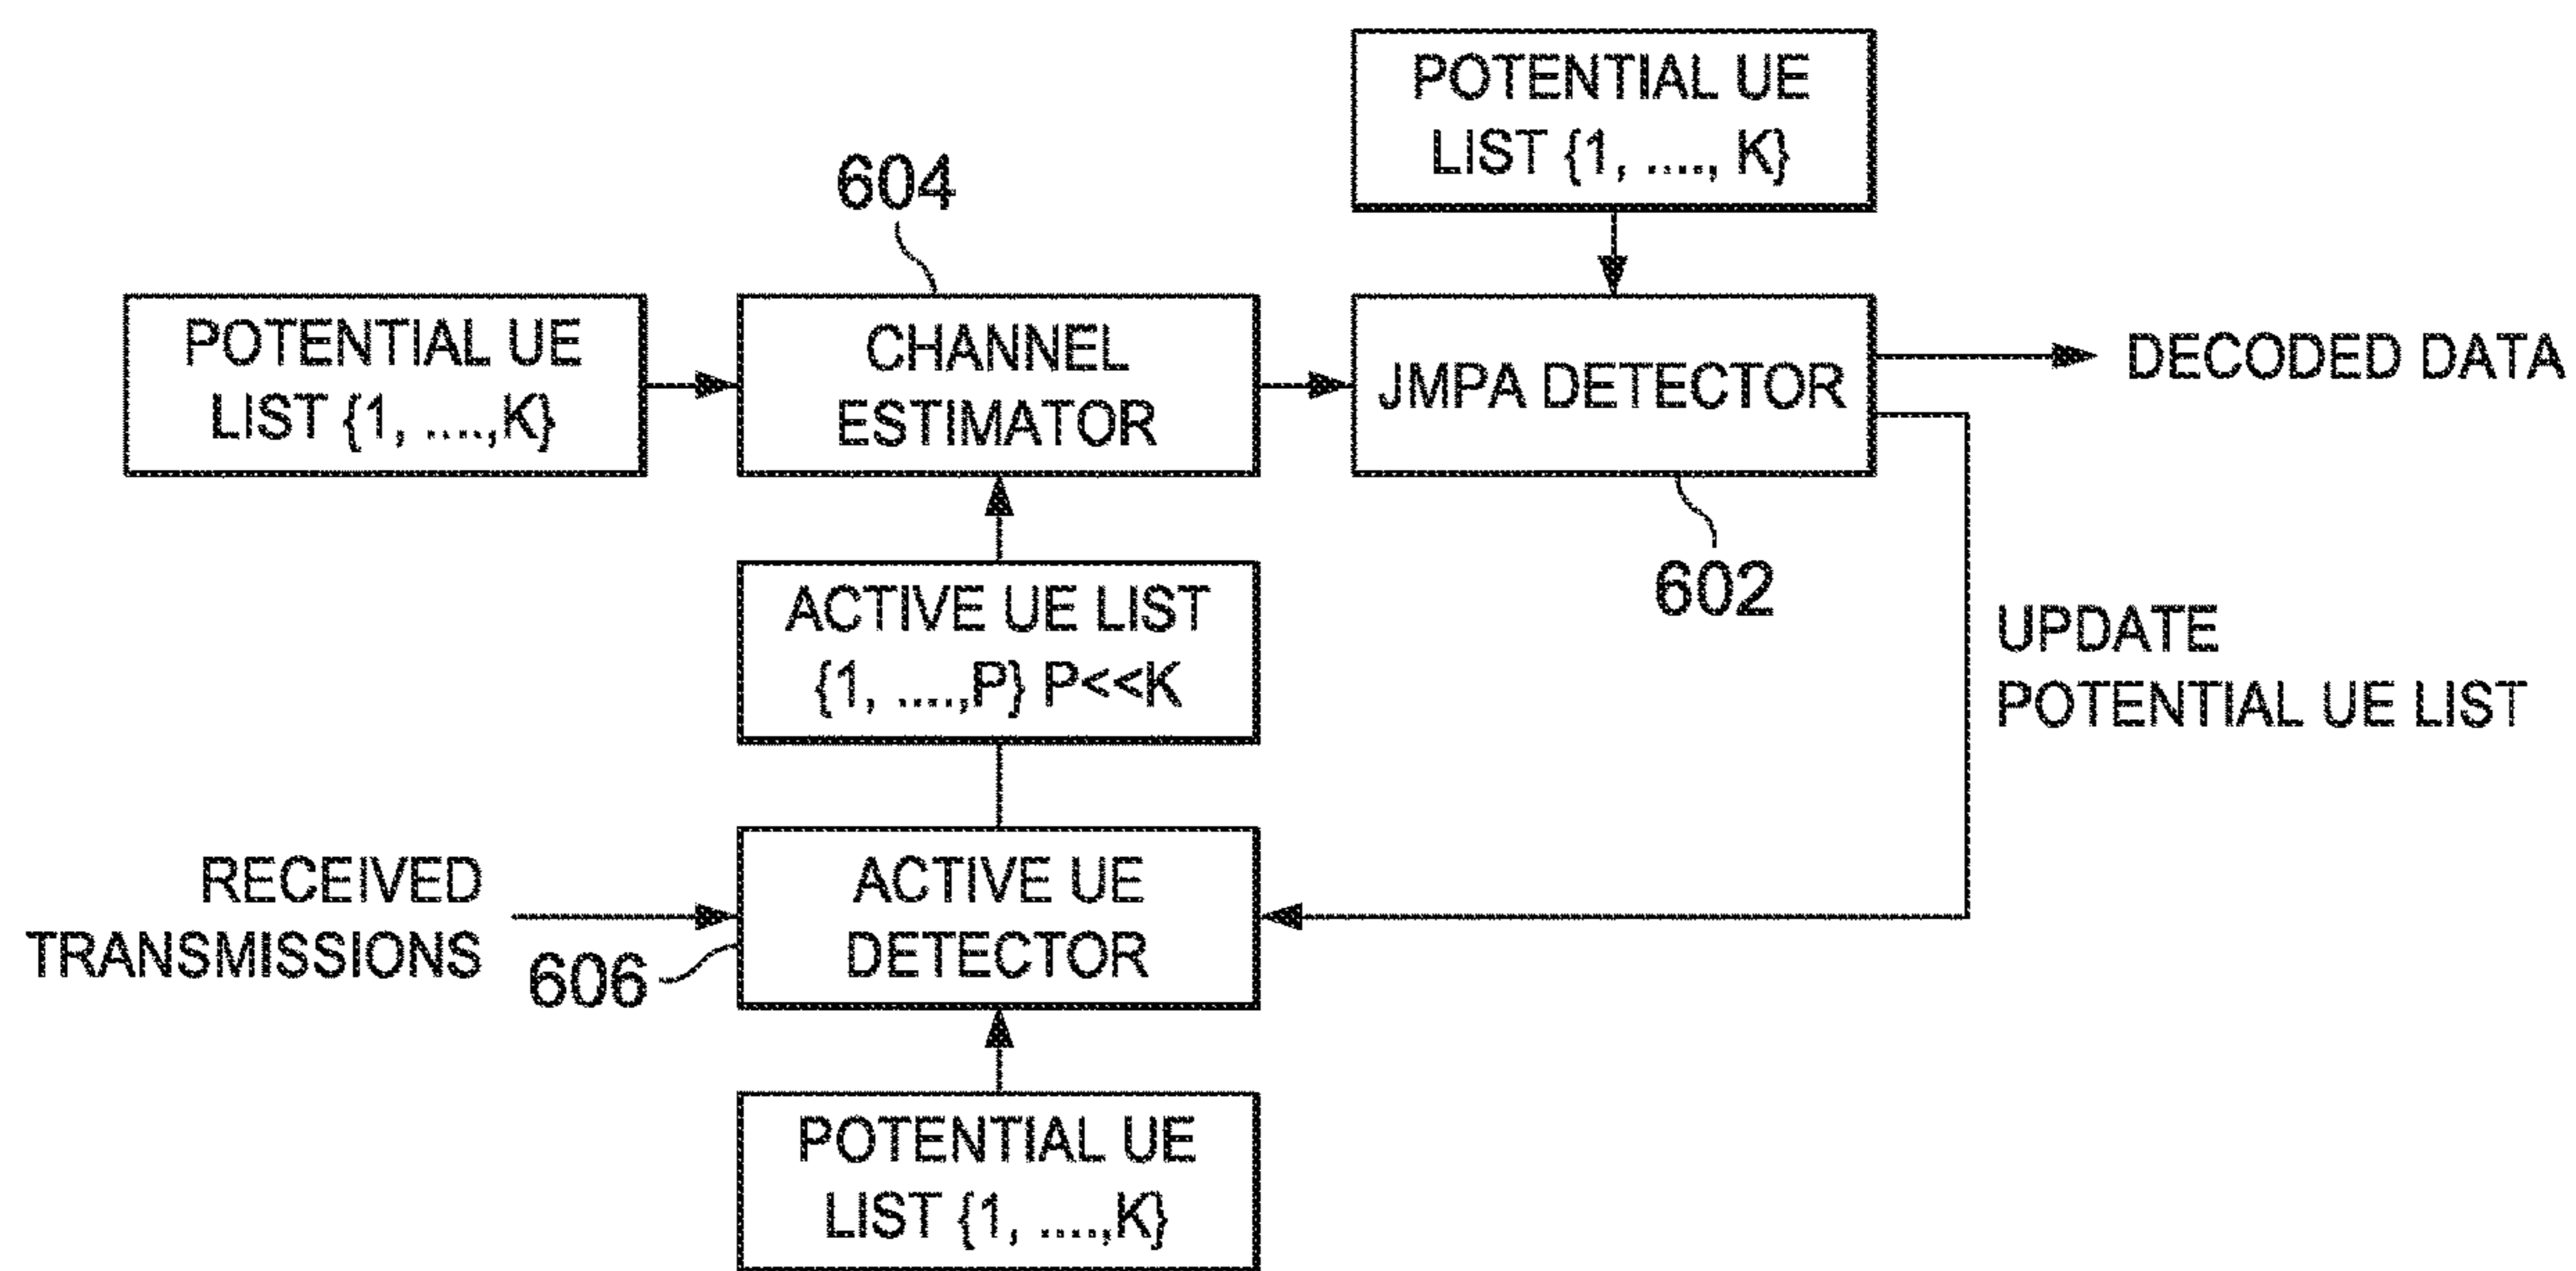 POTENTIAL UE
LIST {1, ...., K}
604
POTENTIAL UE
LIST {1, ....,K}
CHANNEL
ESTIMATOR
JMPA DETECTOR
DECODED DATA
602
ACTIVE UE LIST
{1, ....,P} P<<K
UPDATE
POTENTIAL UE LIST
RECEIVED
TRANSMISSIONS
606
ACTIVE UE
DETECTOR
POTENTIAL UE
LIST {1, ....,K}